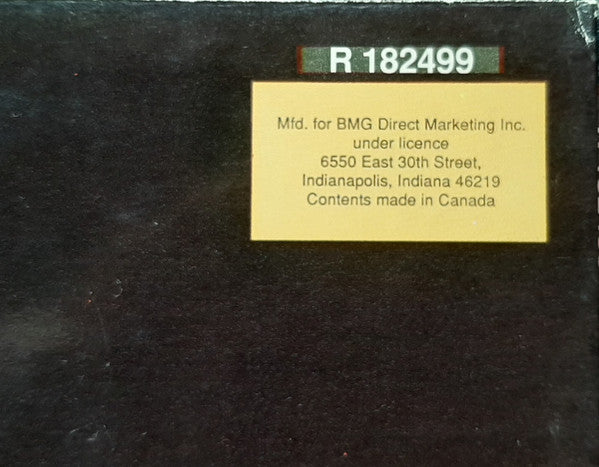 R 182499
Mfd. for BMG Direct Marketing Inc.
under licence
6550 East 30th Street,
Indianapolis, Indiana 46219
Contents made in Canada